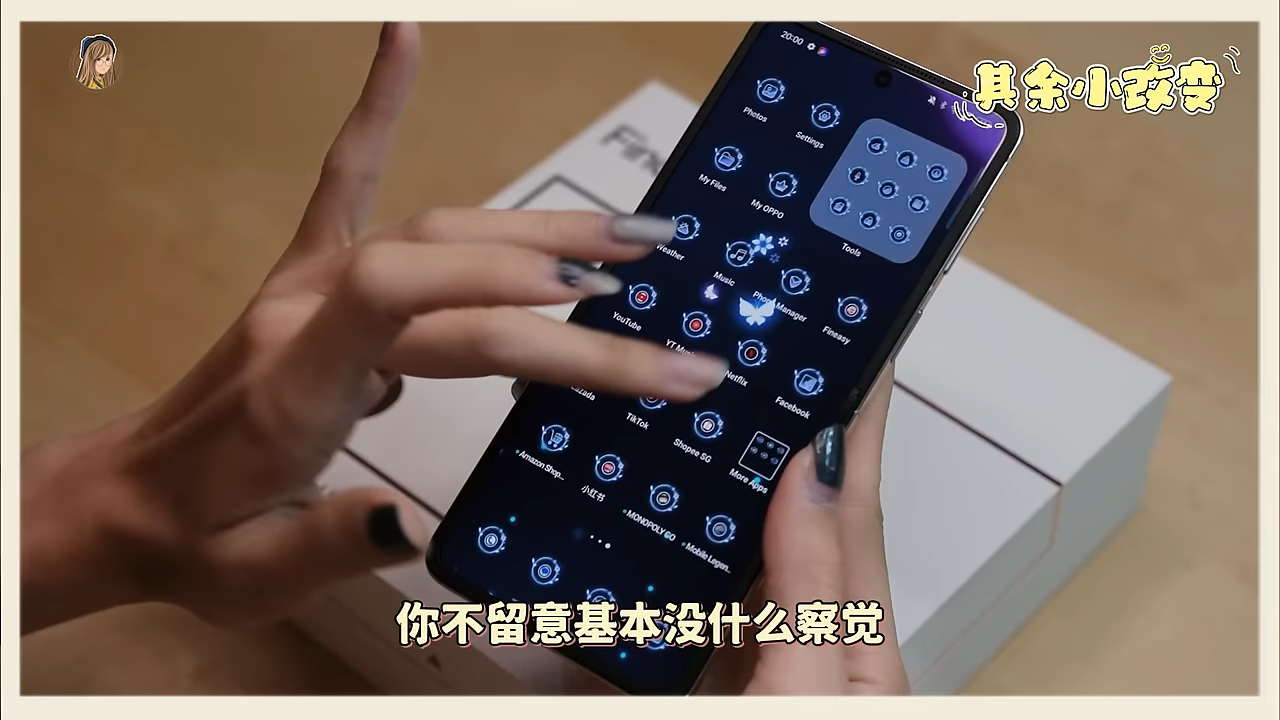 其余小改变
20:00
Photos
Settings
My Files
My OPPO
Tools
Weather
Music
Phone Manager
Fineasy
YouTube
YT Music
Netflix
Facebook
Lazada
TikTok
Shopee SG
More Apps
Amazon Shop...
小红书
MONOPOLY GO
Mobile Legen...
Fin
你不留意基本没什么察觉